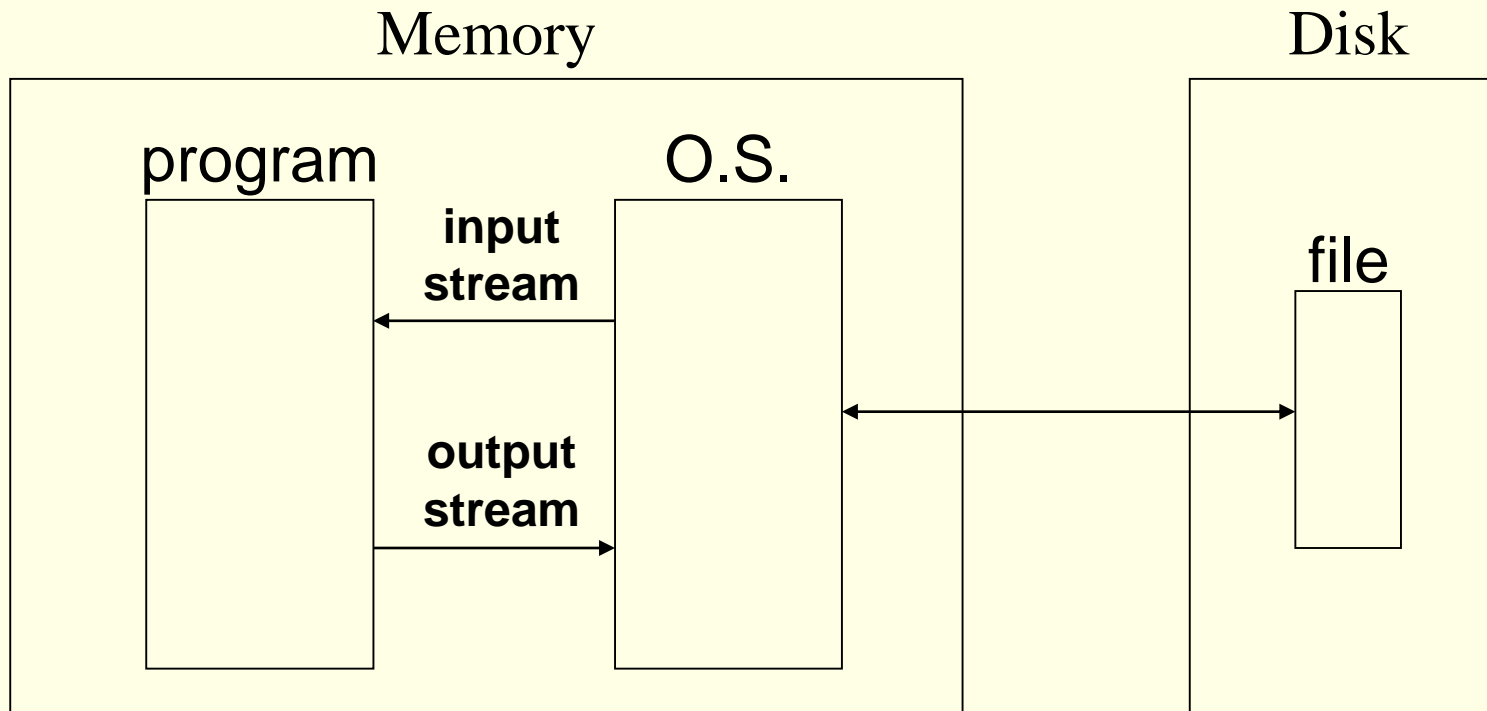 Memory
Disk
program
O.S.
input
stream
file
output
stream